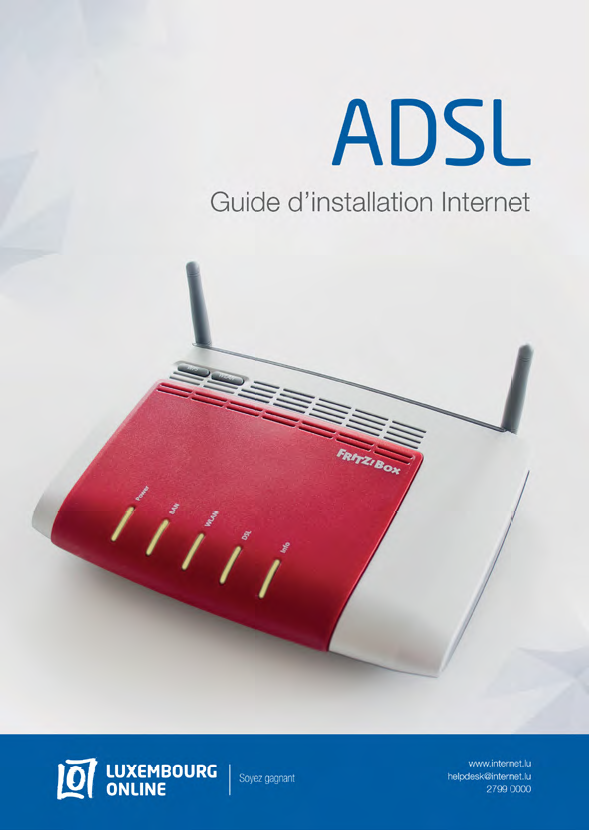 ADSL
Guide d'installation Internet
FRITZ!Box
Power
WLAN
DSL
Info
LUXEMBOURG
ONLINE
Soyez gagnant
www.internet.lu
helpdesk@internet.lu
2799 0000